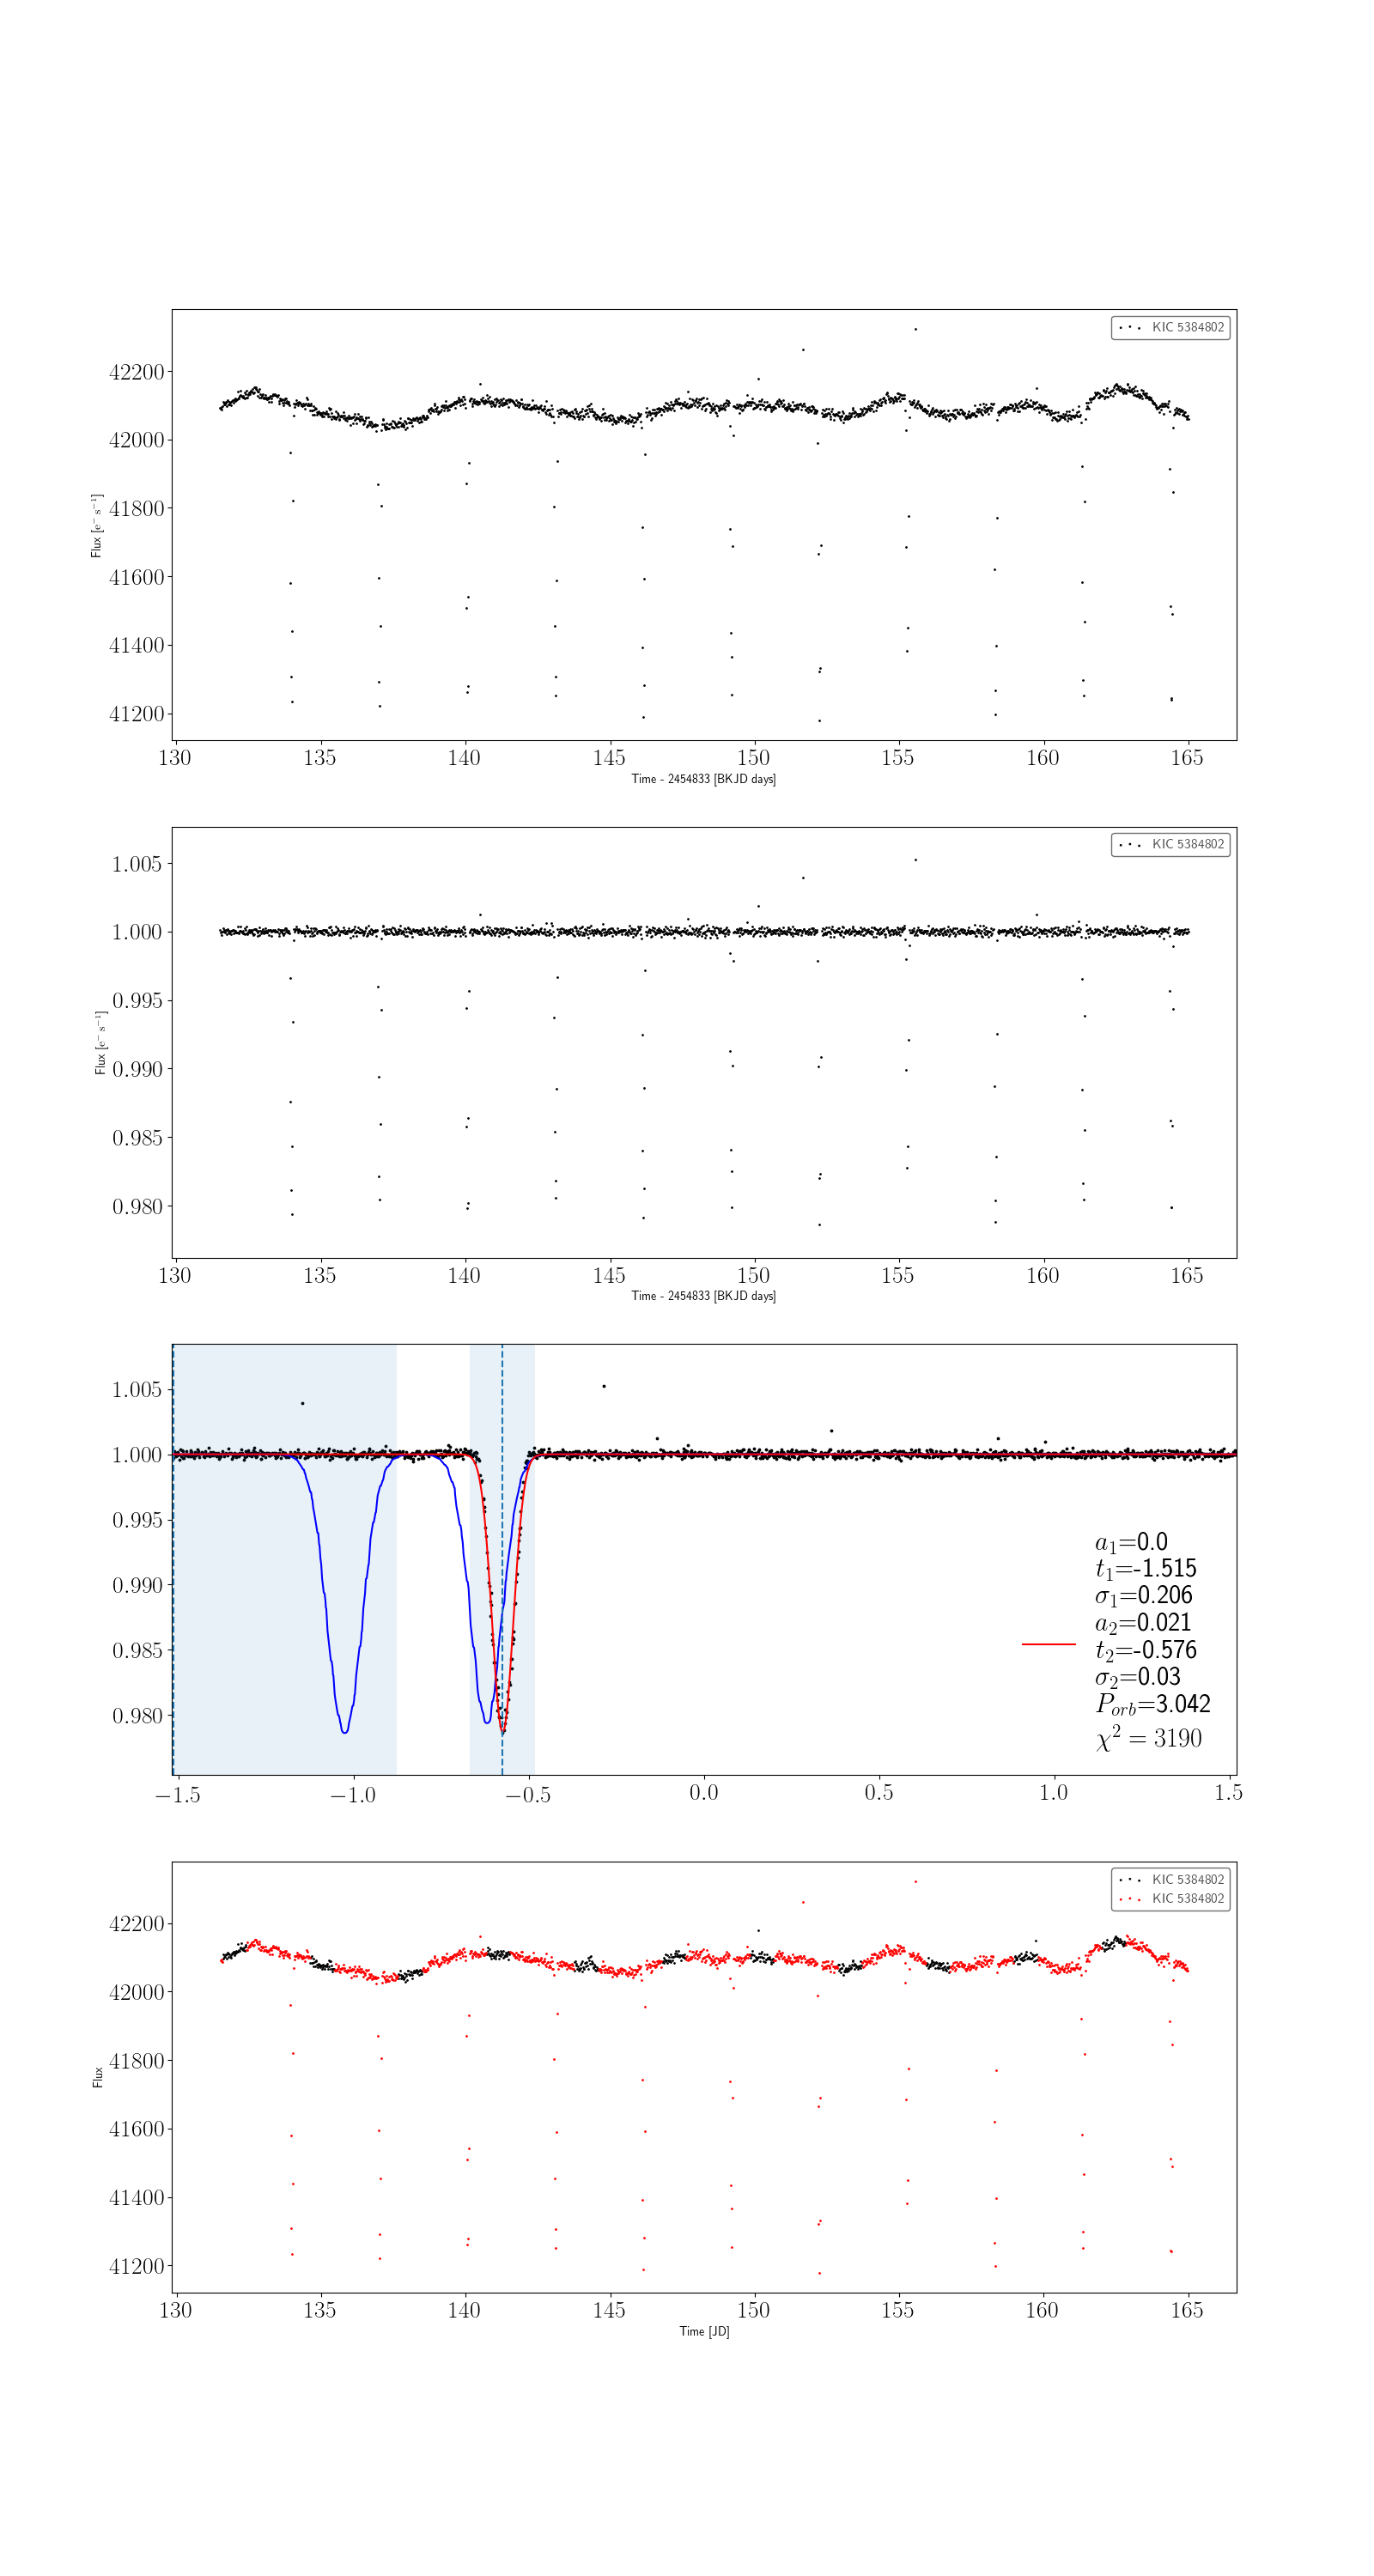 KIC 5384802
42200
42000
41800
41600
41400
41200
Flux [e⁻ s⁻¹]
130 135 140 145 150 155 160 165
Time - 2454833 [BKJD days]
KIC 5384802
1.005
1.000
0.995
0.990
0.985
0.980
Flux [e⁻ s⁻¹]
130 135 140 145 150 155 160 165
Time - 2454833 [BKJD days]
1.005
1.000
0.995
0.990
0.985
0.980
a₁=0.0
t₁=-1.515
σ₁=0.206
a₂=0.021
t₂=-0.576
σ₂=0.03
P_orb=3.042
χ² = 3190
−1.5 −1.0 −0.5 0.0 0.5 1.0 1.5
KIC 5384802
KIC 5384802
42200
42000
41800
41600
41400
41200
Flux
130 135 140 145 150 155 160 165
Time [JD]